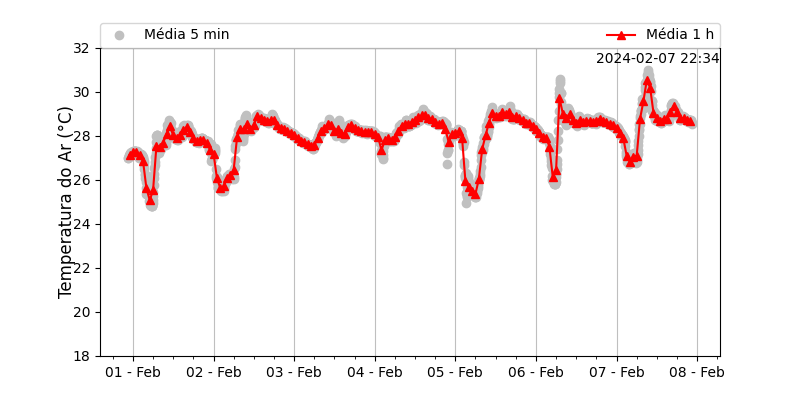 Média 5 min
Média 1 h
2024-02-07 22:34
Temperatura do Ar (°C)
32
30
28
26
24
22
20
18
01 - Feb
02 - Feb
03 - Feb
04 - Feb
05 - Feb
06 - Feb
07 - Feb
08 - Feb